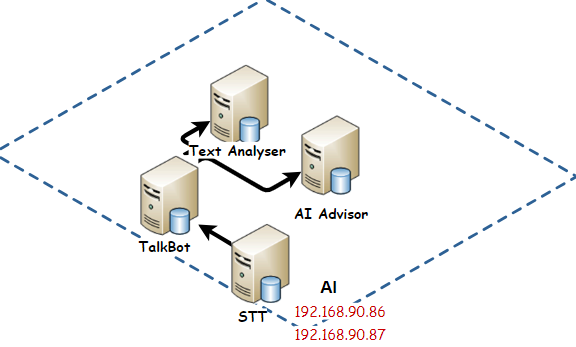 Text Analyser
AI Advisor
TalkBot
STT
AI
192.168.90.86
192.168.90.87